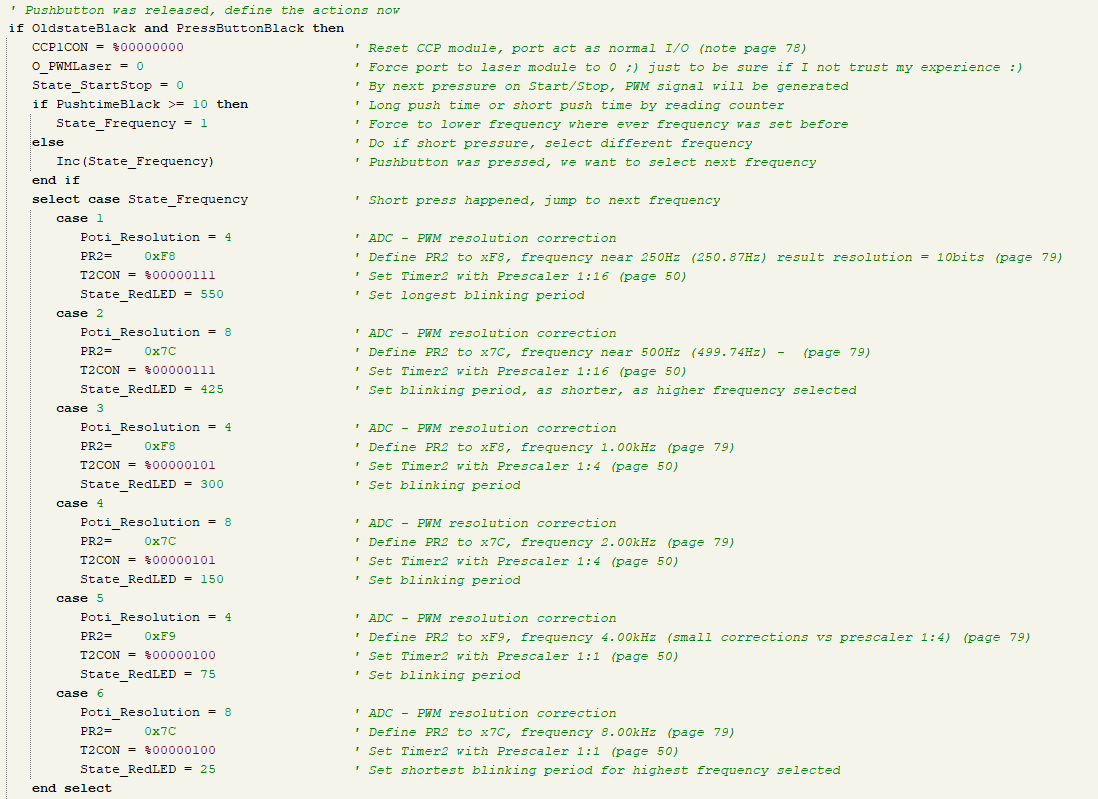 ' Pushbutton was released, define the actions now
if OldstateBlack and PressButtonBlack then
CCP1CON = %00000000 ' Reset CCP module, port act as normal I/O (note page 78)
O_PWMLaser = 0 ' Force port to laser module to 0 ;) just to be sure if I not trust my experience :)
State_StartStop = 0 ' By next pressure on Start/Stop, PWM signal will be generated
if PushtimeBlack >= 10 then ' Long push time or short push time by reading counter
State_Frequency = 1 ' Force to lower frequency where ever frequency was set before
else ' Do if short pressure, select different frequency
Inc(State_Frequency) ' Pushbutton was pressed, we want to select next frequency
end if
select case State_Frequency ' Short press happened, jump to next frequency
case 1
Poti_Resolution = 4 ' ADC - PWM resolution correction
PR2= 0xF8 ' Define PR2 to xF8, frequency near 250Hz (250.87Hz) result resolution = 10bits (page 79)
T2CON = %00000111 ' Set Timer2 with Prescaler 1:16 (page 50)
State_RedLED = 550 ' Set longest blinking period
case 2
Poti_Resolution = 8 ' ADC - PWM resolution correction
PR2= 0x7C ' Define PR2 to x7C, frequency near 500Hz (499.74Hz) - (page 79)
T2CON = %00000111 ' Set Timer2 with Prescaler 1:16 (page 50)
State_RedLED = 425 ' Set blinking period, as shorter, as higher frequency selected
case 3
Poti_Resolution = 4 ' ADC - PWM resolution correction
PR2= 0xF8 ' Define PR2 to xF8, frequency 1.00kHz (page 79)
T2CON = %00000101 ' Set Timer2 with Prescaler 1:4 (page 50)
State_RedLED = 300 ' Set blinking period
case 4
Poti_Resolution = 8 ' ADC - PWM resolution correction
PR2= 0x7C ' Define PR2 to x7C, frequency 2.00kHz (page 79)
T2CON = %00000101 ' Set Timer2 with Prescaler 1:4 (page 50)
State_RedLED = 150 ' Set blinking period
case 5
Poti_Resolution = 4 ' ADC - PWM resolution correction
PR2= 0xF9 ' Define PR2 to xF9, frequency 4.00kHz (small corrections vs prescaler 1:4) (page 79)
T2CON = %00000100 ' Set Timer2 with Prescaler 1:1 (page 50)
State_RedLED = 75 ' Set blinking period
case 6
Poti_Resolution = 8 ' ADC - PWM resolution correction
PR2= 0x7C ' Define PR2 to x7C, frequency 8.00kHz (page 79)
T2CON = %00000100 ' Set Timer2 with Prescaler 1:1 (page 50)
State_RedLED = 25 ' Set shortest blinking period for highest frequency selected
end select